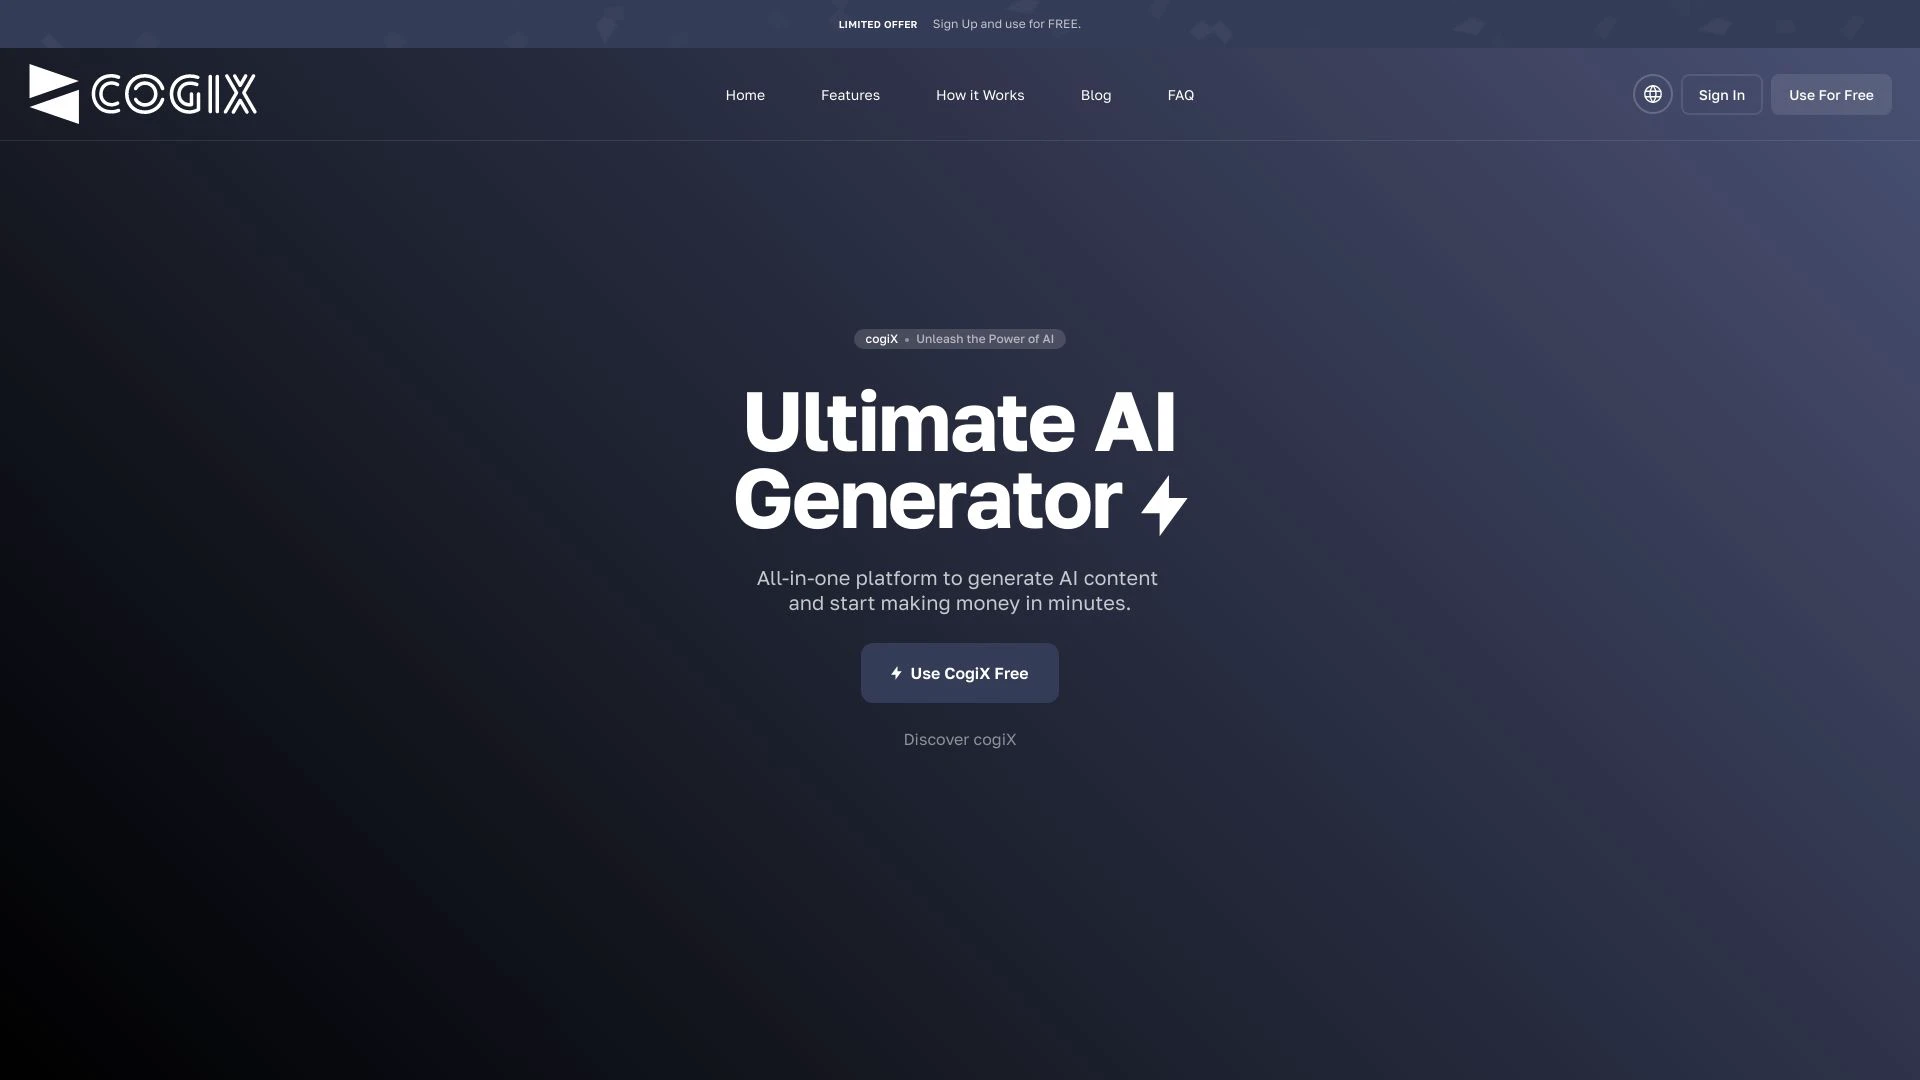 LIMITED OFFER Sign Up and use for FREE.
COGIX
Home Features How it Works Blog FAQ
Sign In
Use For Free
cogiX • Unleash the Power of AI
Ultimate AI
Generator
All-in-one platform to generate AI content
and start making money in minutes.
Use CogiX Free
Discover cogiX